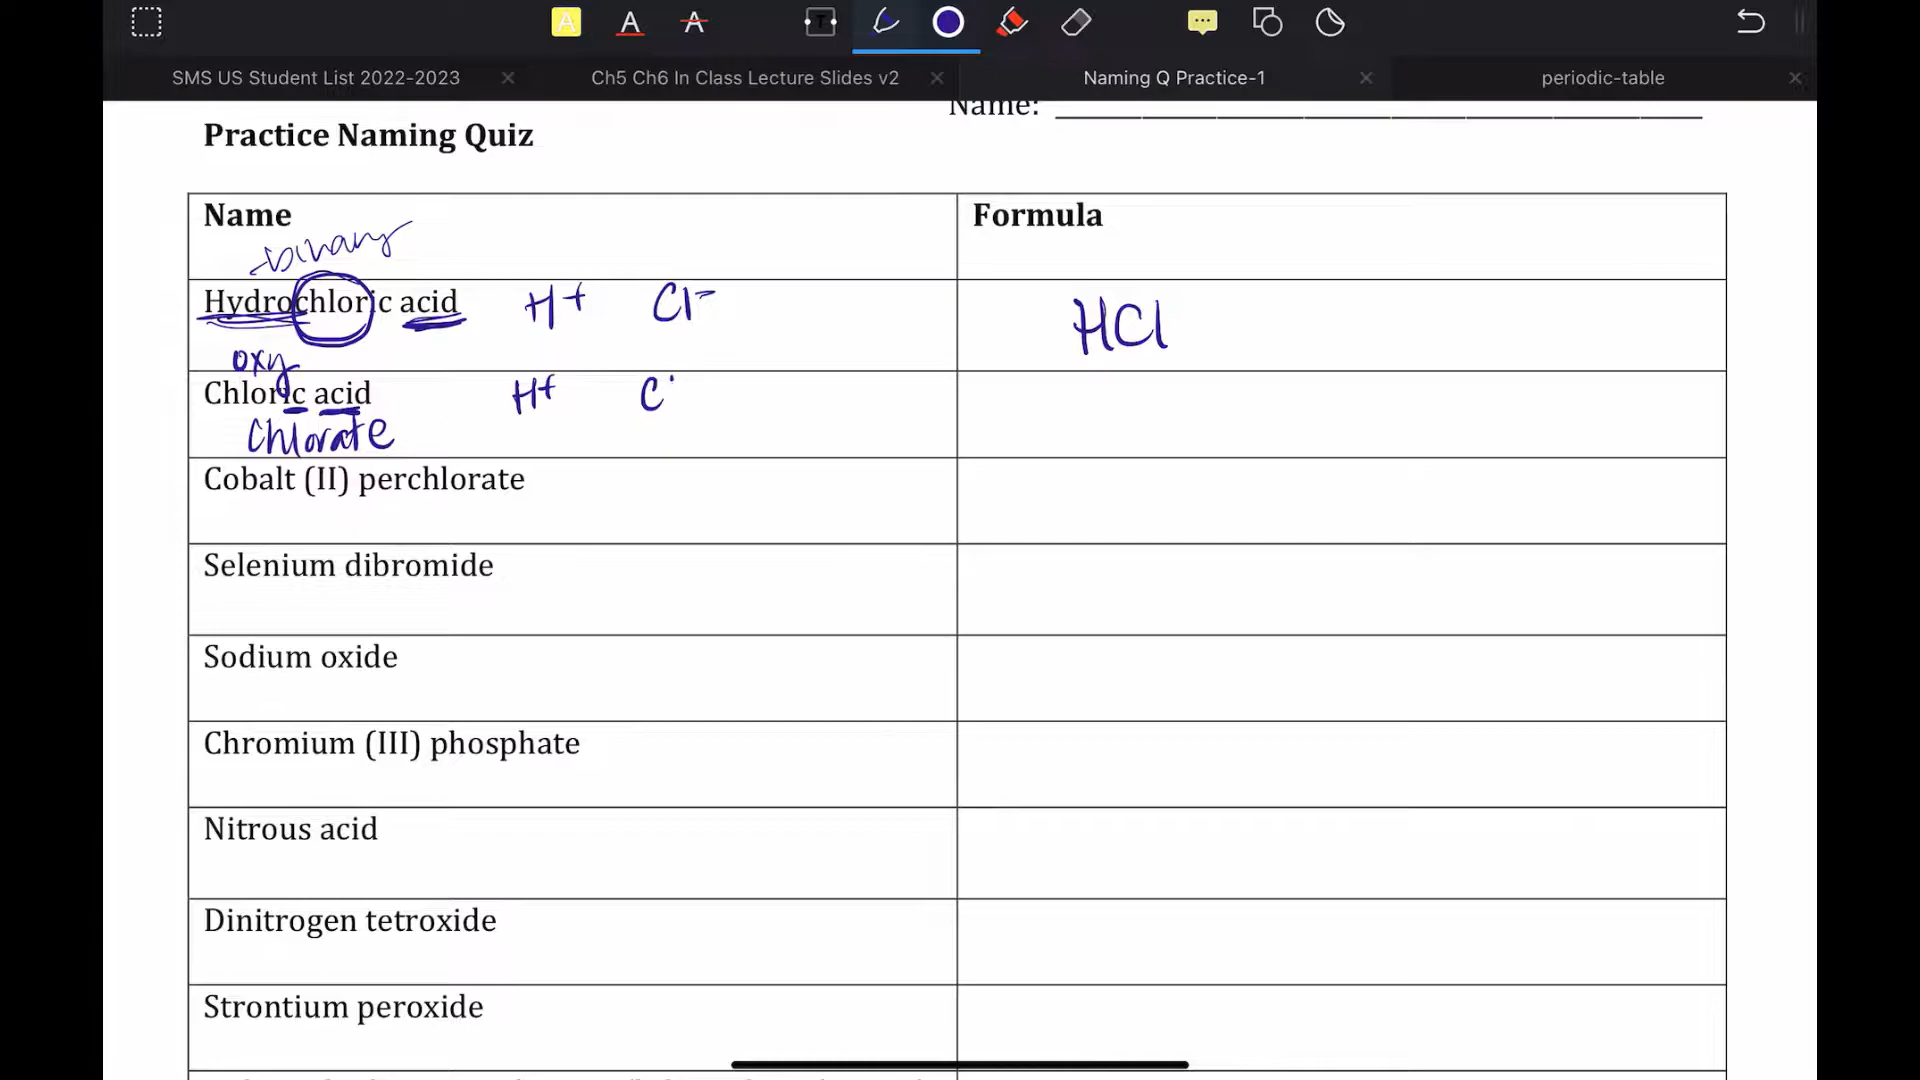 SMS US Student List 2022-2023
Ch5 Ch6 In Class Lecture Slides v2
Naming Q Practice-1
periodic-table
Name:
Practice Naming Quiz
Name
Formula
binary
Hydrochloric acid
H+ Cl-
HCl
oxy
Chloric acid
H+ C
Chlorate
Cobalt (II) perchlorate
Selenium dibromide
Sodium oxide
Chromium (III) phosphate
Nitrous acid
Dinitrogen tetroxide
Strontium peroxide